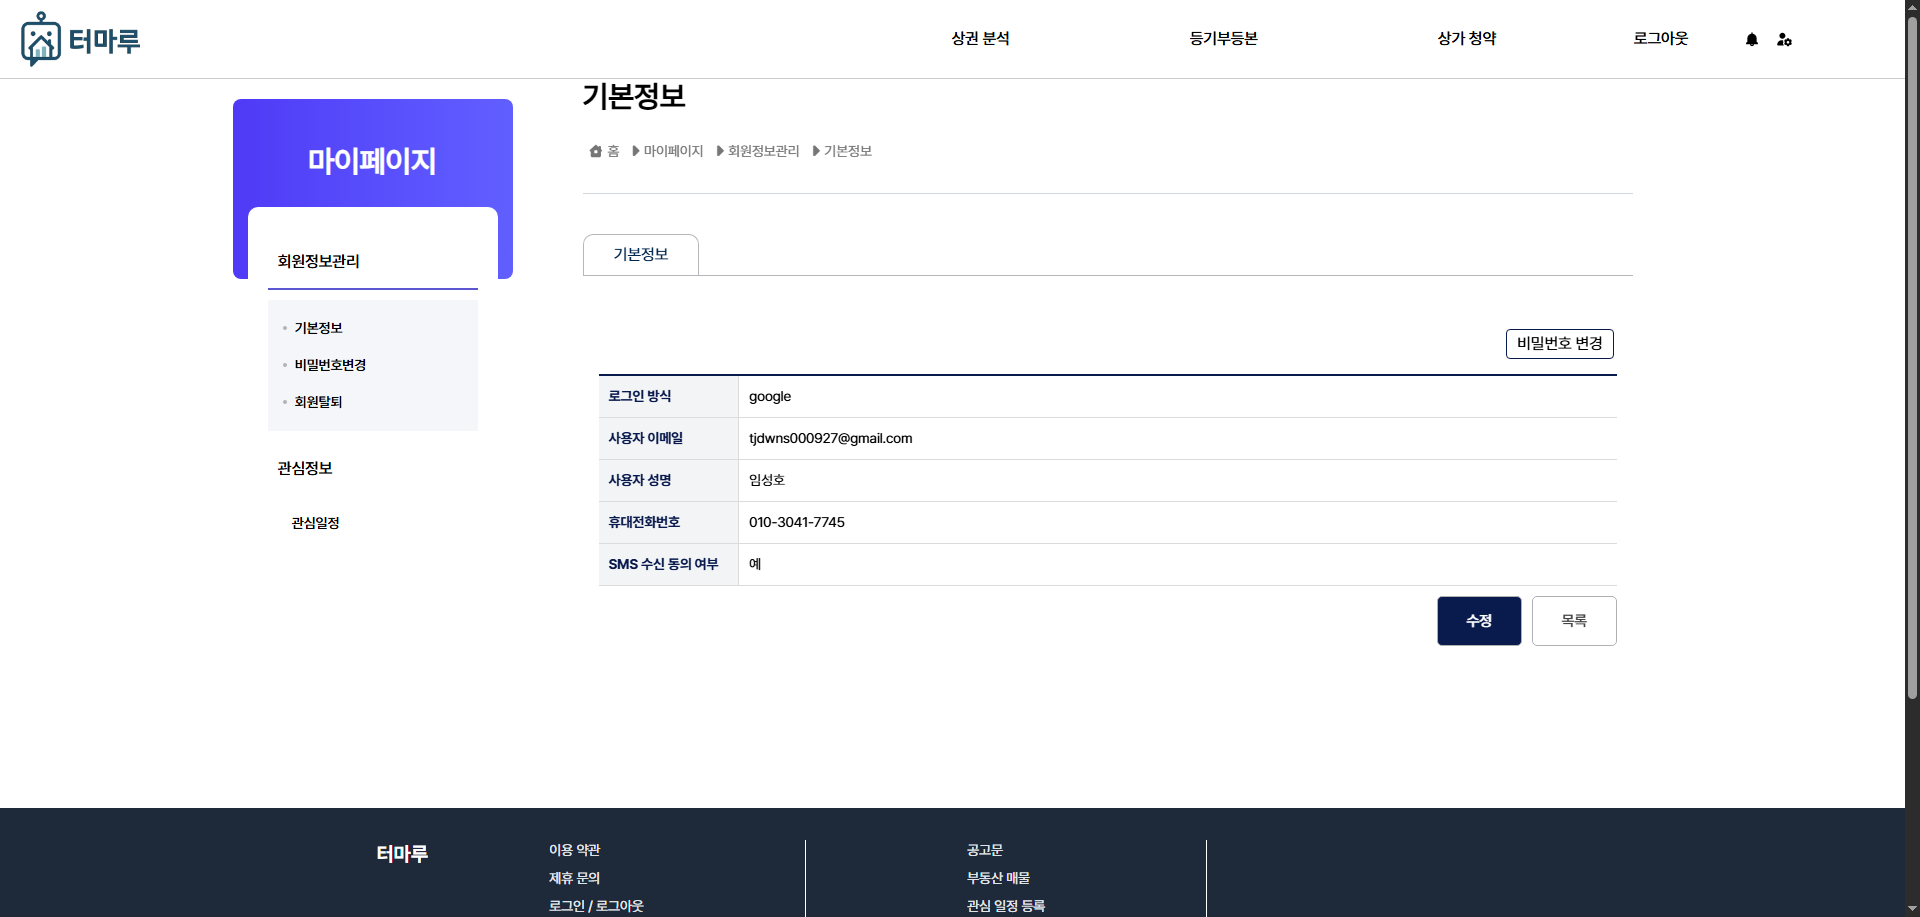 터마루
상권 분석
등기부등본
상가 청약
로그아웃
마이페이지
회원정보관리
기본정보
비밀번호변경
회원탈퇴
관심정보
관심일정
기본정보
홈 마이페이지 회원정보관리 기본정보
기본정보
비밀번호 변경
로그인 방식 google
사용자 이메일 tjdwns000927@gmail.com
사용자 성명 임성호
휴대전화번호 010-3041-7745
SMS 수신 동의 여부 예
수정 목록
터마루
이용 약관
제휴 문의
로그인 / 로그아웃
공고문
부동산 매물
관심 일정 등록